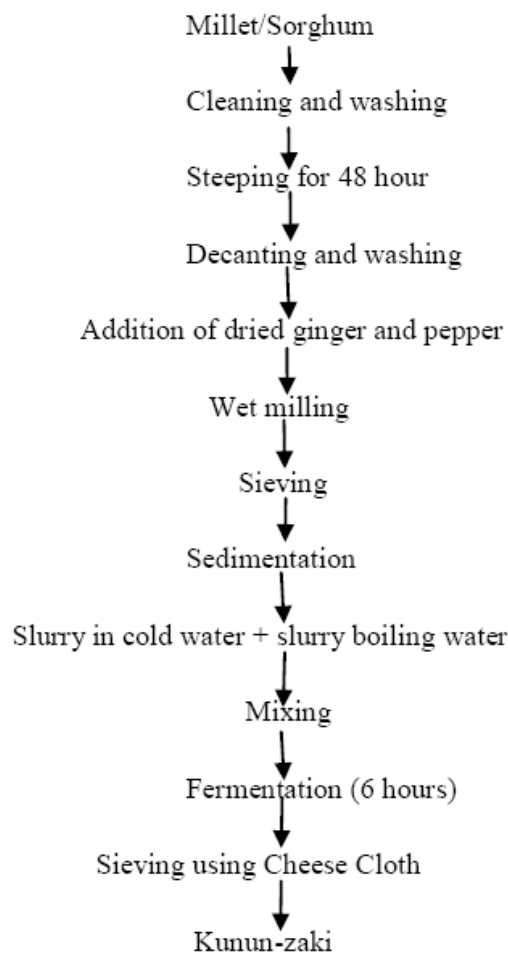 Millet/Sorghum
Cleaning and washing
Steeping for 48 hour
Decanting and washing
Addition of dried ginger and pepper
Wet milling
Sieving
Sedimentation
Slurry in cold water + slurry boiling water
Mixing
Fermentation (6 hours)
Sieving using Cheese Cloth
Kunun-zaki